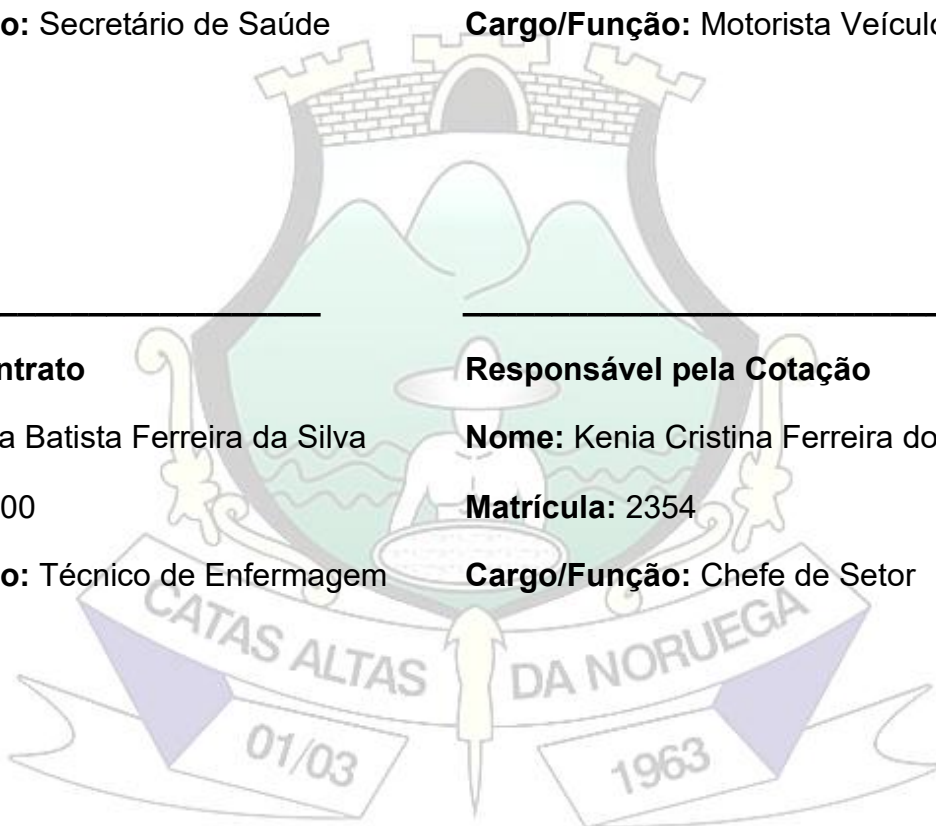 o: Secretário de Saúde
Cargo/Função: Motorista Veículo
ntrato
Responsável pela Cotação
a Batista Ferreira da Silva
Nome: Kenia Cristina Ferreira do
00
Matrícula: 2354
o: Técnico de Enfermagem
Cargo/Função: Chefe de Setor
CATAS ALTAS DA NORUEGA
01/03 1963